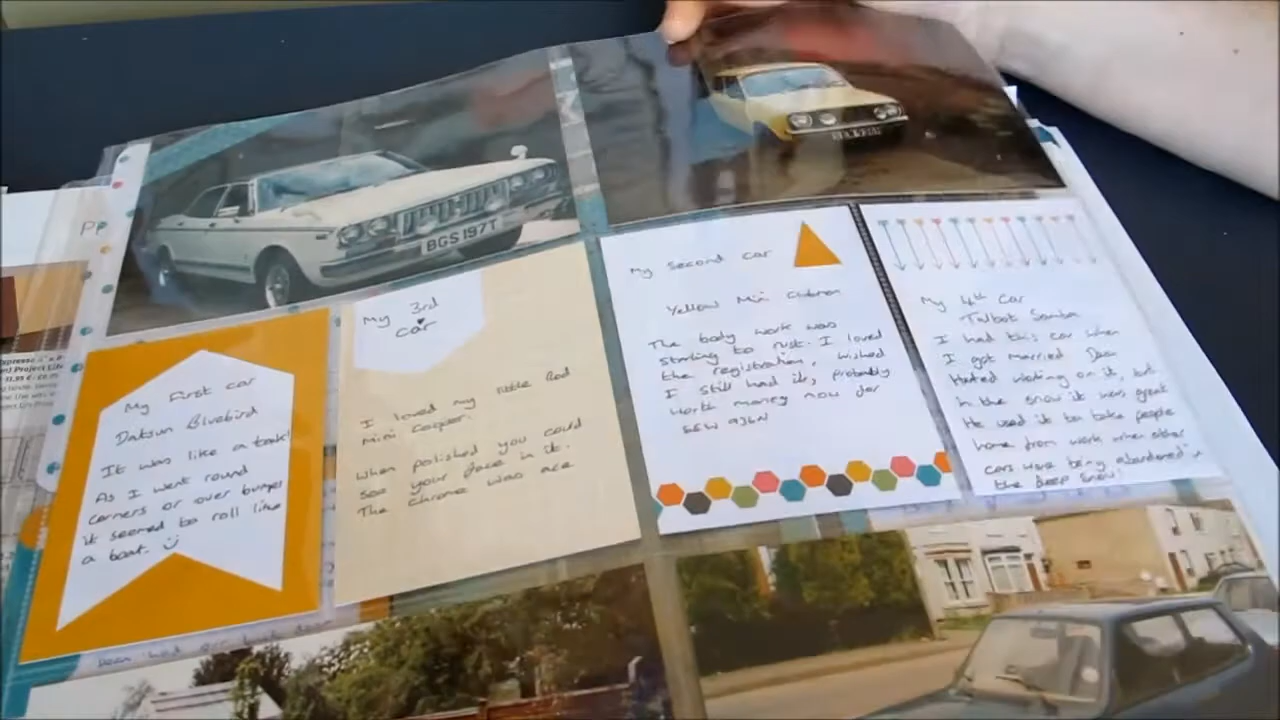 BGS 197T
My First car
Datsun Bluebird
It was like a tank!
As I went round
corners or over bumps
it seemed to roll like
a boat.
My 3rd
car
I loved my little Red
Mini Cooper.
When polished you could
see your face in it.
The chrome was ace
My second car
Yellow Mini Clubman
The body work was
starting to rust. I loved
the registration, wished
I still had it, probably
worth money now
My 4th Car
Talbot Samba
I had this car when
I got married
Hated on it, but
in the snow it was great
He used it to take people
home from work when other
cars were being abandoned in
the deep snow!